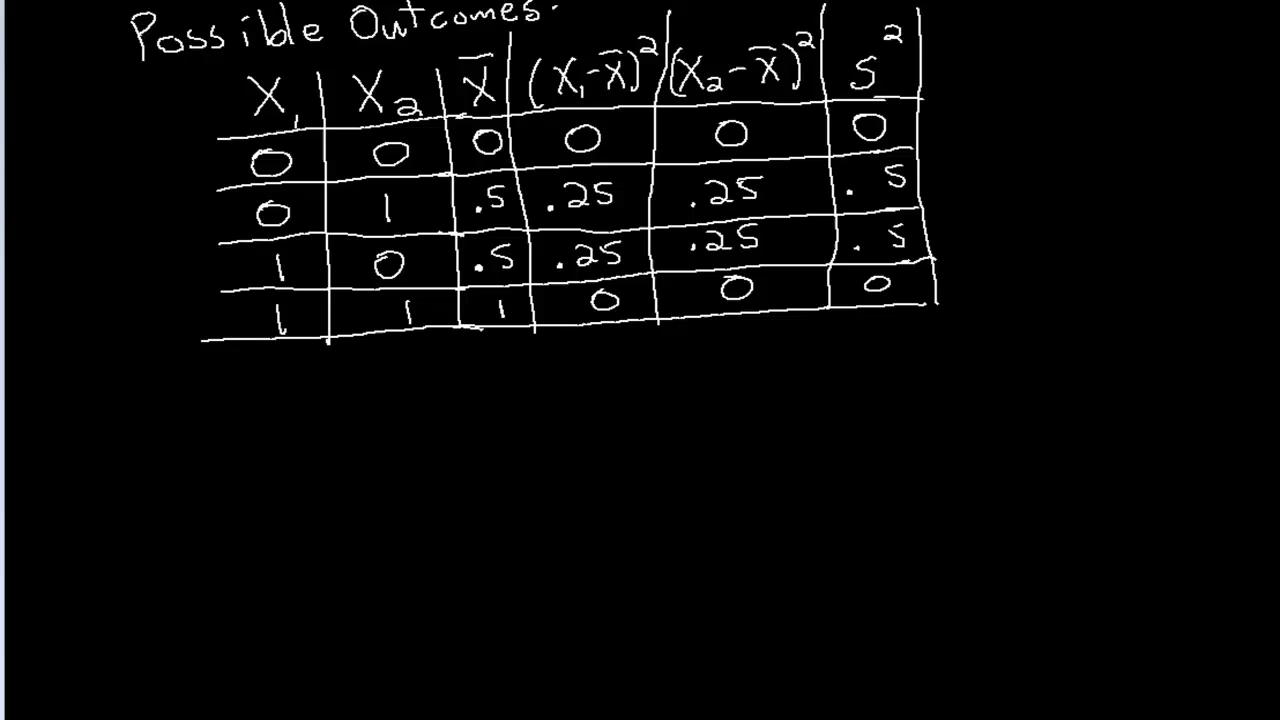 Possible Outcomes:
X₁ X₂ X̅ (X₁-X̅)² (X₂-X̅)² S²
0 0 0 0 0 0
0 1 .5 .25 .25 .5
1 0 .5 .25 .25 .5
1 1 1 0 0 0